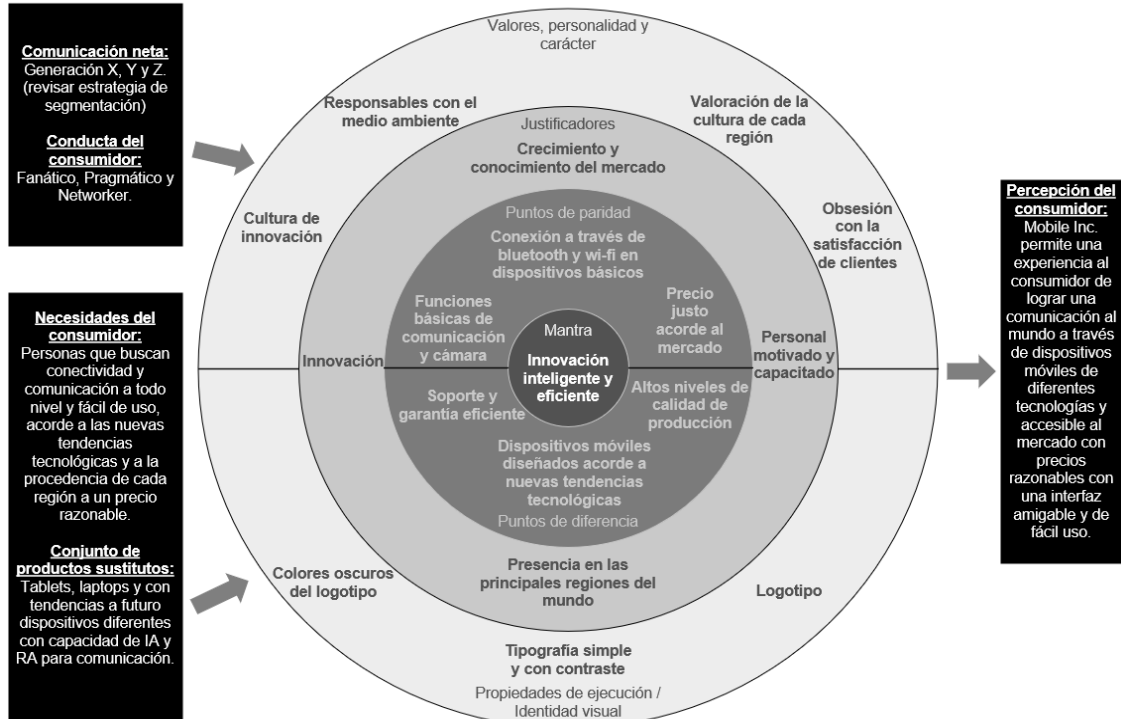 Comunicación neta:
Generación X, Y y Z.
(revisar estrategia de
segmentación)
Conducta del
consumidor:
Fanático, Pragmático y
Networker.
Necesidades del
consumidor:
Personas que buscan
conectividad y
comunicación a todo
nivel y fácil de uso,
acorde a las nuevas
tendencias
tecnológicas y a la
procedencia de cada
región a un precio
razonable.
Conjunto de
productos sustitutos:
Tablets, laptops y con
tendencias a futuro
dispositivos diferentes
con capacidad de IA y
RA para comunicación.
Valores, personalidad y
carácter
Responsables con el
medio ambiente
Valoración de la
cultura de cada
región
Cultura de
innovación
Obsesión
con la
satisfacción
de clientes
Justificadores
Crecimiento y
conocimiento del mercado
Innovación
Personal
motivado y
capacitado
Puntos de paridad
Conexión a través de
bluetooth y wi-fi en
dispositivos básicos
Funciones
básicas de
comunicación
y cámara
Precio
justo
acorde al
mercado
Mantra
Innovación
inteligente y
eficiente
Soporte y
garantía eficiente
Altos niveles de
calidad de
producción
Dispositivos móviles
diseñados acorde a
nuevas tendencias
tecnológicas
Puntos de diferencia
Presencia en las
principales regiones del
mundo
Colores oscuros
del logotipo
Logotipo
Tipografía simple
y con contraste
Propiedades de ejecución /
Identidad visual
Percepción del
consumidor:
Mobile Inc.
permite una
experiencia al
consumidor de
lograr una
comunicación al
mundo a través
de dispositivos
móviles de
diferentes
tecnologías y
accesible al
mercado con
precios
razonables con
una interfaz
amigable y de
fácil uso.